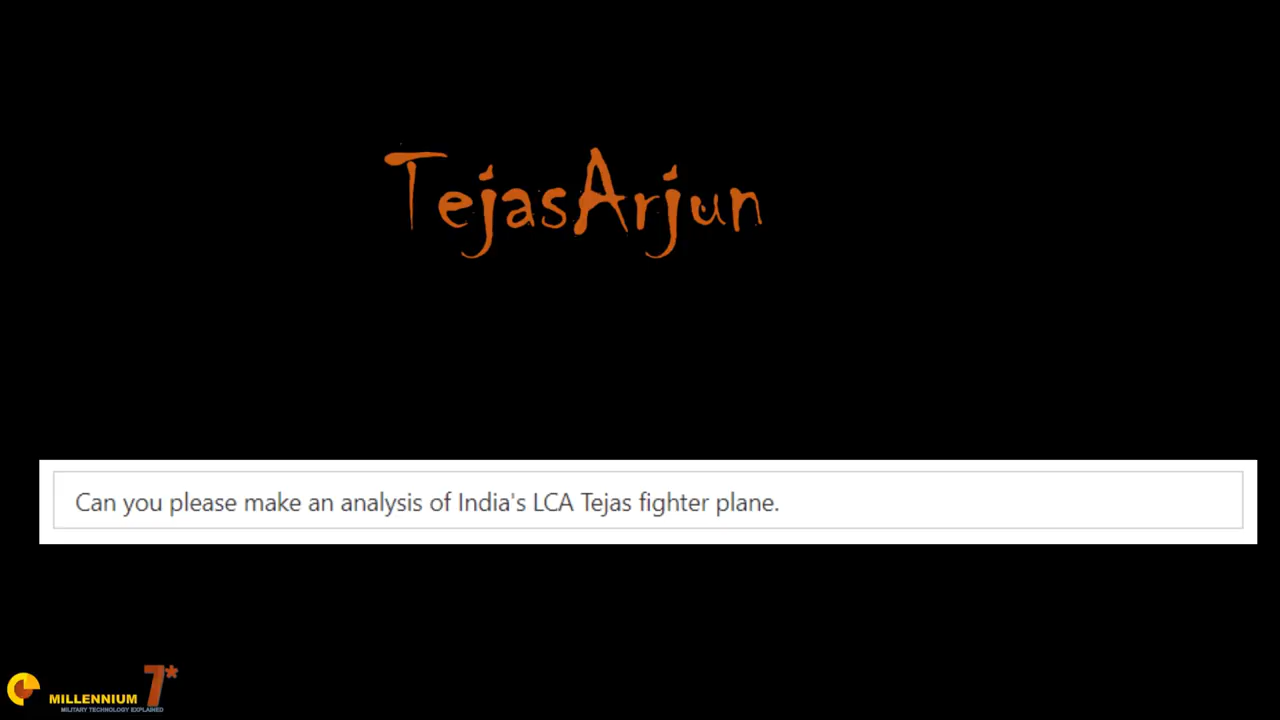 TejasArjun
Can you please make an analysis of India's LCA Tejas fighter plane.
MILLENNIUM 7*
MILITARY TECHNOLOGY EXPLAINED